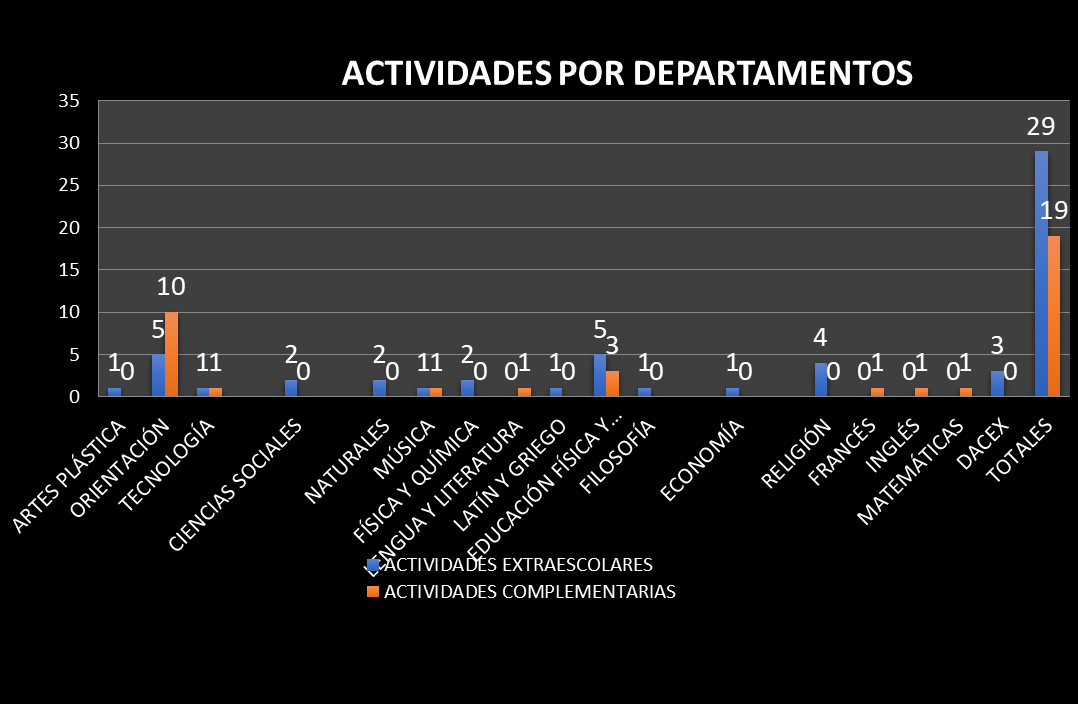 ACTIVIDADES POR DEPARTAMENTOS
35
30
25
20
15
10
5
0
1 0
5 10
1 1
2 0
2 0
1 1
2 0
0 1
1 0
5 3
1 0
1 0
4 0
0 1
0 1
0 1
3 0
29 19
ARTES PLÁSTICA
ORIENTACIÓN
TECNOLOGÍA
CIENCIAS SOCIALES
NATURALES
MÚSICA
FÍSICA Y QUÍMICA
LENGUA Y LITERATURA
LATÍN Y GRIEGO
EDUCACIÓN FÍSICA Y...
FILOSOFÍA
ECONOMÍA
RELIGIÓN
FRANCÉS
INGLÉS
MATEMÁTICAS
DACEX
TOTALES
ACTIVIDADES EXTRAESCOLARES
ACTIVIDADES COMPLEMENTARIAS